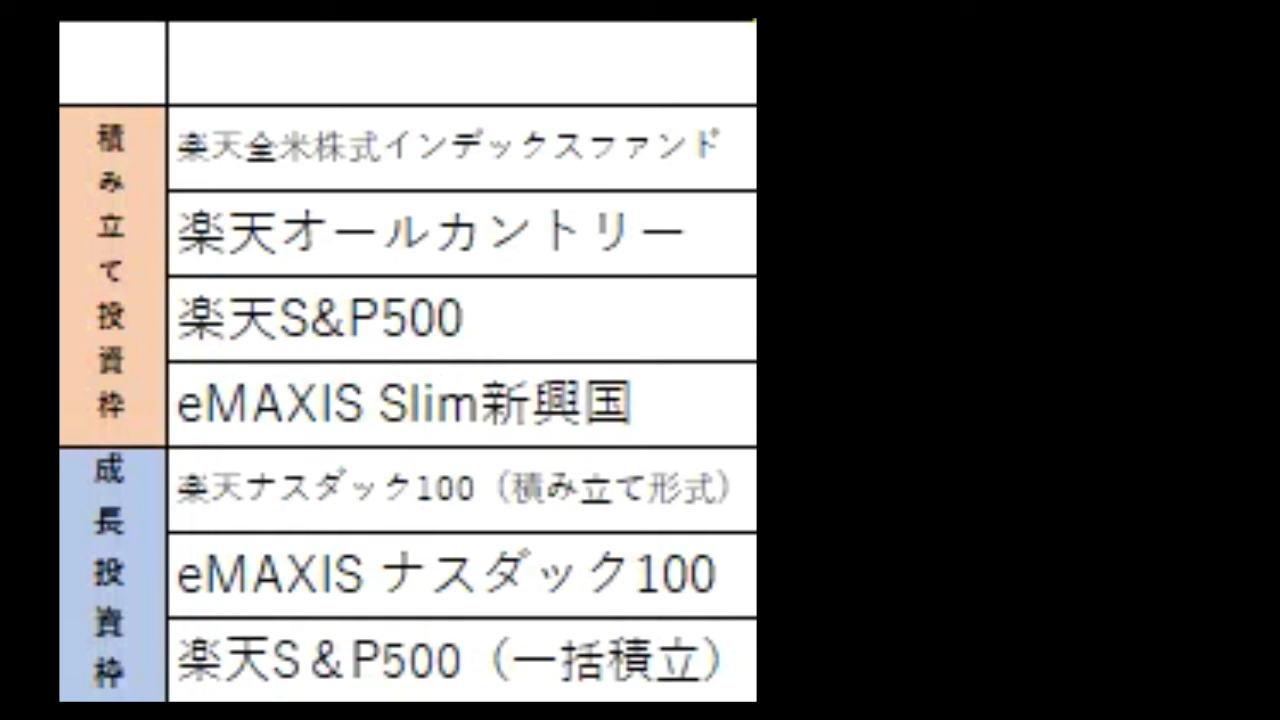 積み立て投資枠
楽天全米株式インデックスファンド
楽天オールカントリー
楽天S&P500
eMAXIS Slim新興国
成長投資枠
楽天ナスダック100（積み立て形式）
eMAXIS ナスダック100
楽天S＆P500（一括積立）